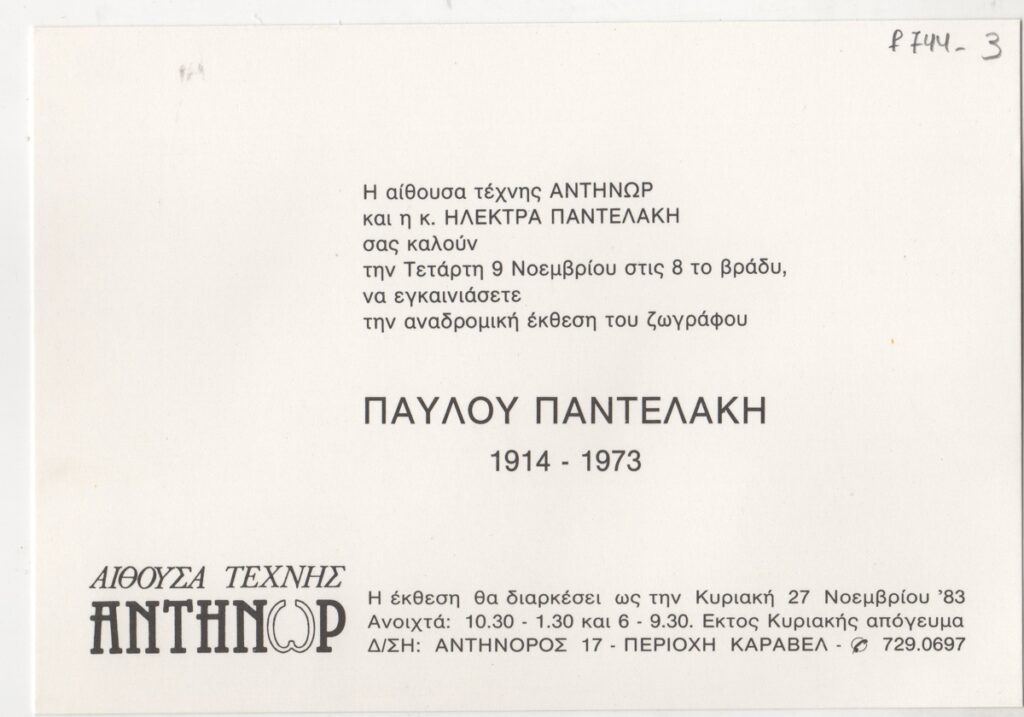 f 744 - 3
Η αίθουσα τέχνης ΑΝΤΗΝΩΡ
και η κ. ΗΛΕΚΤΡΑ ΠΑΝΤΕΛΑΚΗ
σας καλούν
την Τετάρτη 9 Νοεμβρίου στις 8 το βράδυ,
να εγκαινιάσετε
την αναδρομική έκθεση του ζωγράφου
ΠΑΥΛΟΥ ΠΑΝΤΕΛΑΚΗ
1914 - 1973
ΑΙΘΟΥΣΑ ΤΕΧΝΗΣ
ΑΝΤΗΝΩΡ
Η έκθεση θα διαρκέσει ως την Κυριακή 27 Νοεμβρίου '83
Ανοιχτά: 10.30 - 1.30 και 6 - 9.30. Εκτος Κυριακής απόγευμα
Δ/ΣΗ: ΑΝΤΗΝΟΡΟΣ 17 - ΠΕΡΙΟΧΗ ΚΑΡΑΒΕΛ - ✆ 729.0697